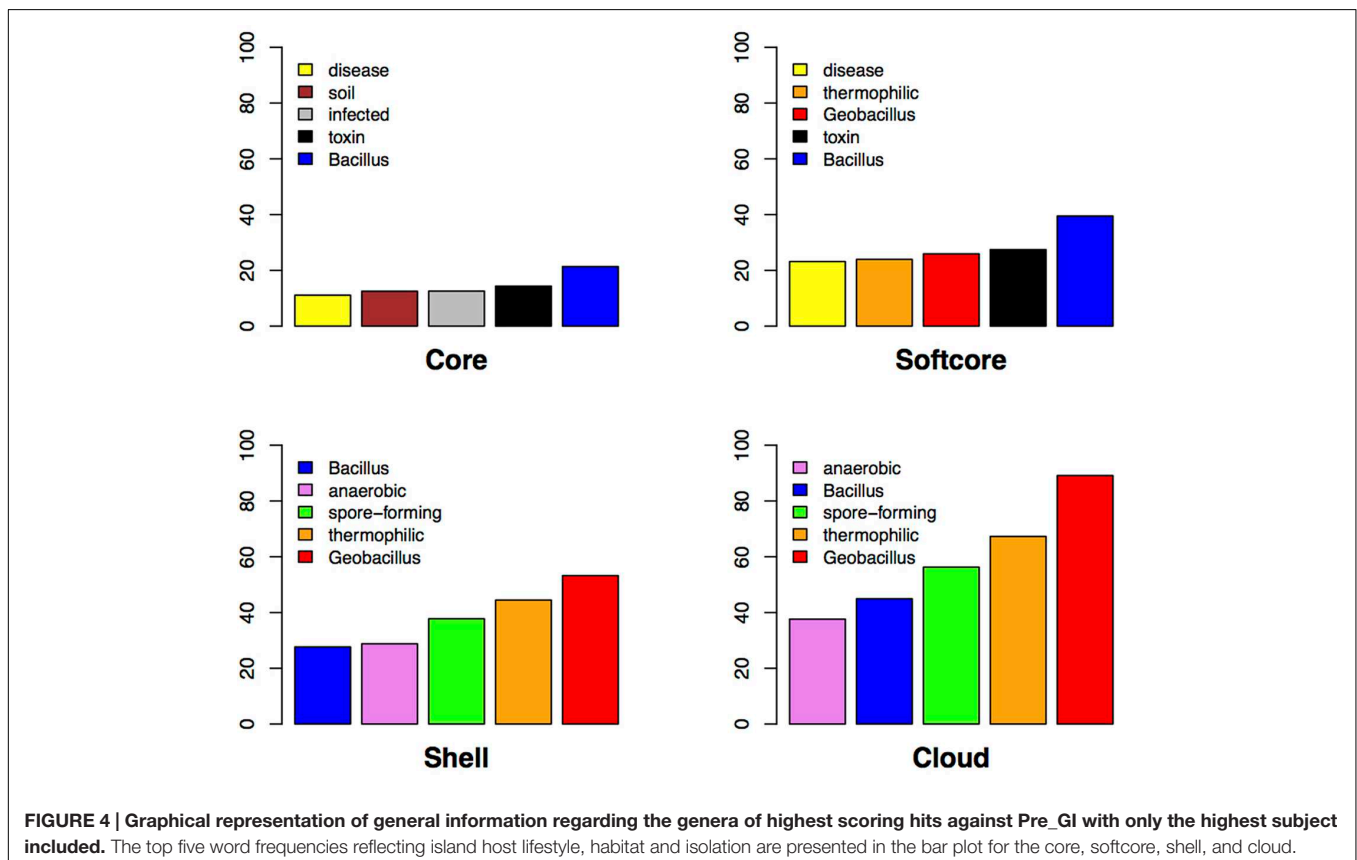 100
80
60
40
20
0
disease
soil
infected
toxin
Bacillus
Core
100
80
60
40
20
0
disease
thermophilic
Geobacillus
toxin
Bacillus
Softcore
100
80
60
40
20
0
Bacillus
anaerobic
spore−forming
thermophilic
Geobacillus
Shell
100
80
60
40
20
0
anaerobic
Bacillus
spore−forming
thermophilic
Geobacillus
Cloud
FIGURE 4 | Graphical representation of general information regarding the genera of highest scoring hits against Pre_GI with only the highest subject
included. The top five word frequencies reflecting island host lifestyle, habitat and isolation are presented in the bar plot for the core, softcore, shell, and cloud.